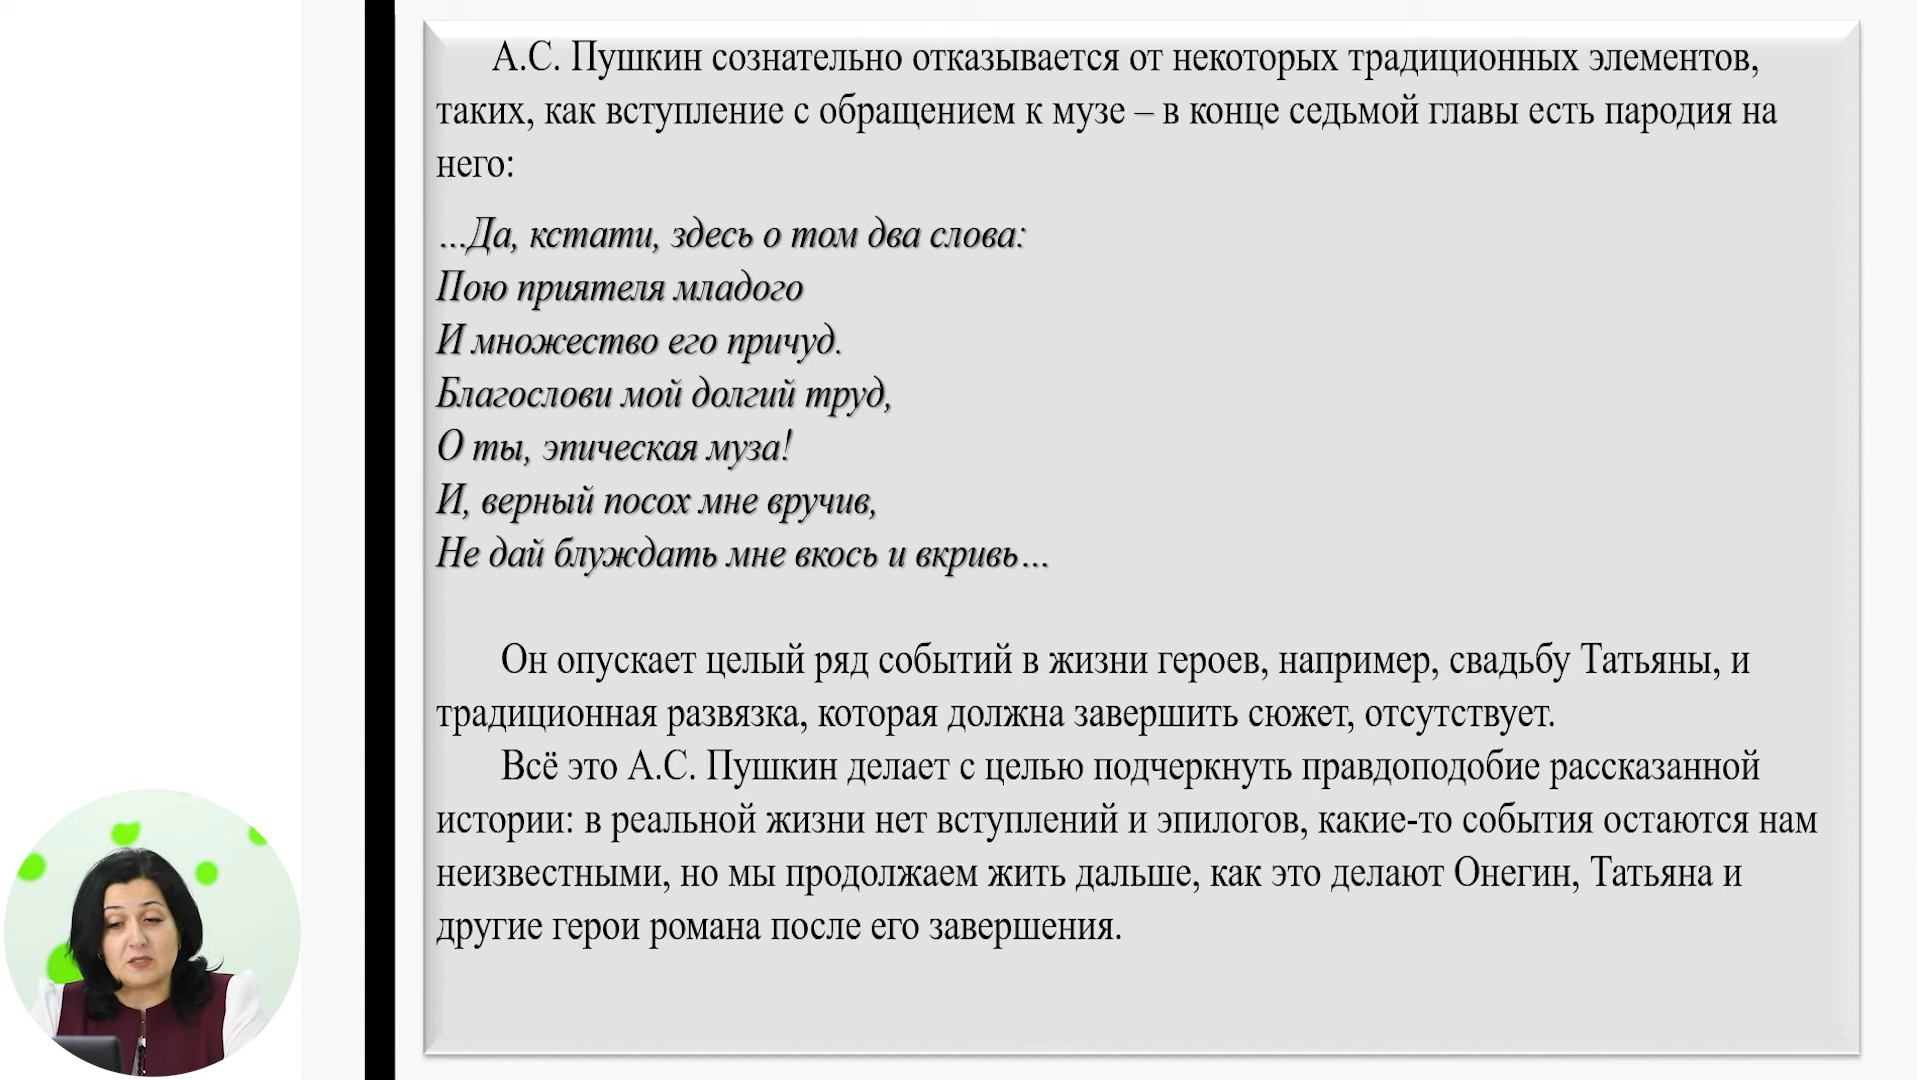 А.С. Пушкин сознательно отказывается от некоторых традиционных элементов,
таких, как вступление с обращением к музе – в конце седьмой главы есть пародия на
него:
…Да, кстати, здесь о том два слова:
Пою приятеля младого
И множество его причуд.
Благослови мой долгий труд,
О ты, эпическая муза!
И, верный посох мне вручив,
Не дай блуждать мне вкось и вкривь…
Он опускает целый ряд событий в жизни героев, например, свадьбу Татьяны, и
традиционная развязка, которая должна завершить сюжет, отсутствует.
Всё это А.С. Пушкин делает с целью подчеркнуть правдоподобие рассказанной
истории: в реальной жизни нет вступлений и эпилогов, какие-то события остаются нам
неизвестными, но мы продолжаем жить дальше, как это делают Онегин, Татьяна и
другие герои романа после его завершения.